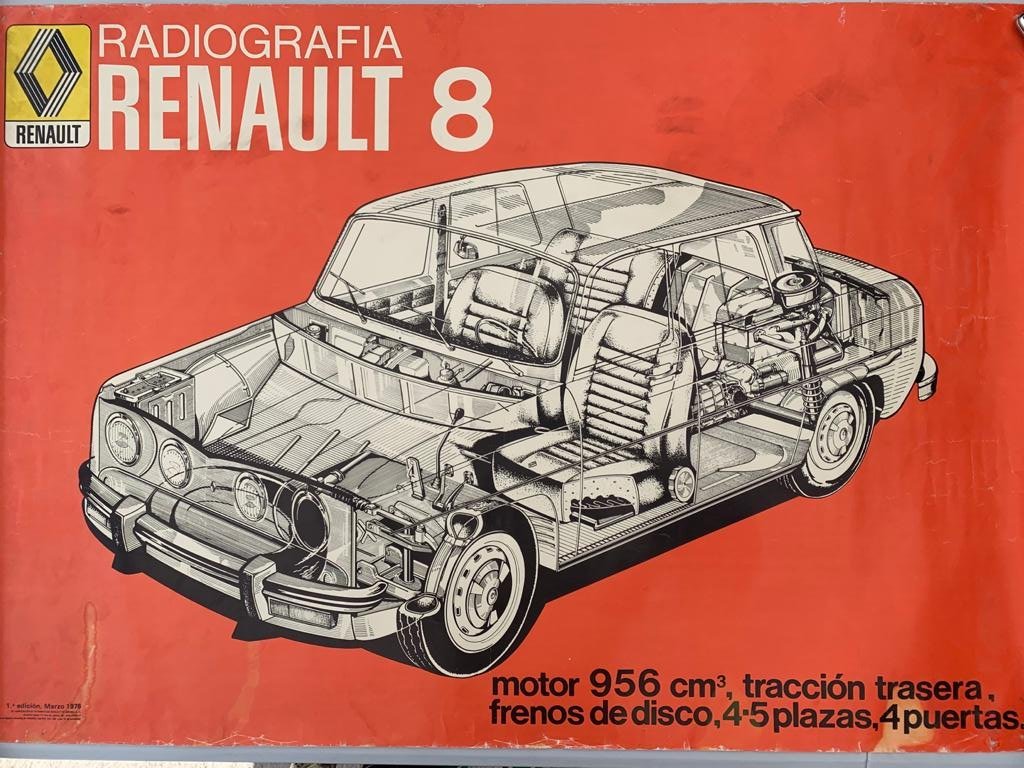 RADIOGRAFIA
RENAULT 8
RENAULT
motor 956 cm³, tracción trasera,
frenos de disco, 4-5 plazas, 4 puertas.
1.ª edición, Marzo 1976